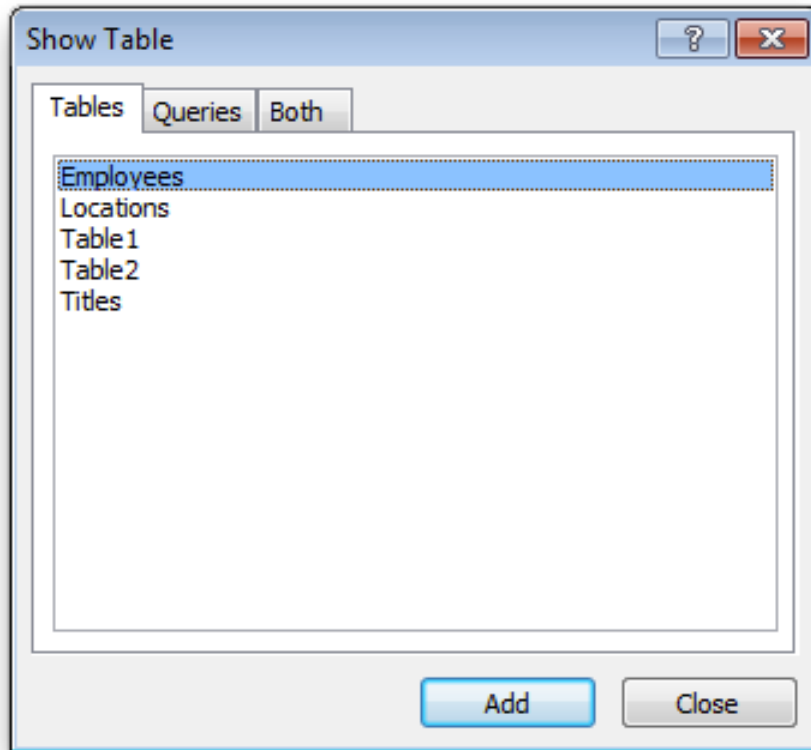 Show Table
?
Tables Queries Both
Employees
Locations
Table1
Table2
Titles
Add Close